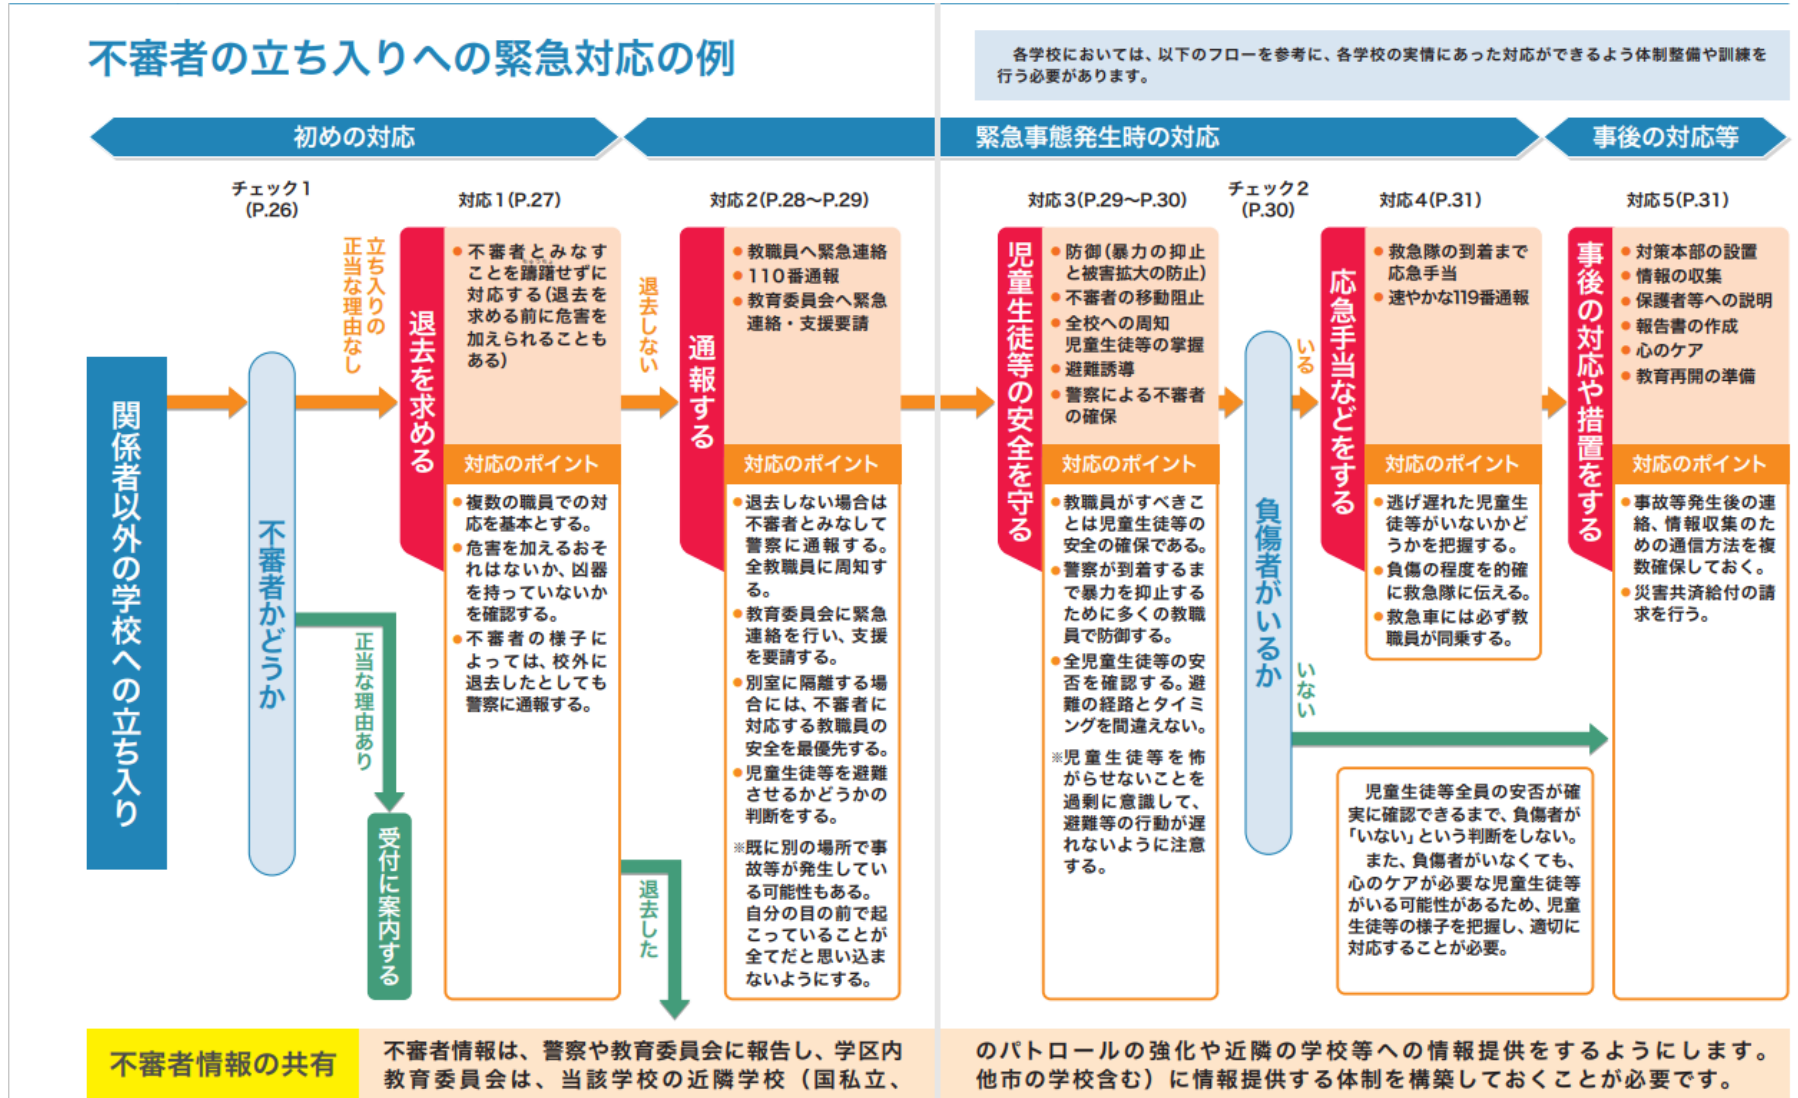 不審者の立ち入りへの緊急対応の例
各学校においては、以下のフローを参考に、各学校の実情にあった対応ができるよう体制整備や訓練を
行う必要があります。
初めの対応
緊急事態発生時の対応
事後の対応等
関係者以外の学校への立ち入り
チェック1
(P.26)
不審者かどうか
立ち入りの
正当な理由なし
正当な理由あり
受付に案内する
対応1(P.27)
退去を求める
●不審者とみなす
ことを躊躇せずに
対応する(退去を
求める前に危害を
加えられることも
ある)
対応のポイント
●複数の職員での対
応を基本とする。
●危害を加えるおそ
れはないか、凶器
を持っていないか
を確認する。
●不審者の様子に
よっては、校外に
退去したとしても
警察に通報する。
退去しない
退去した
対応2(P.28〜P.29)
通報する
●教職員へ緊急連絡
●110番通報
●教育委員会へ緊急
連絡・支援要請
対応のポイント
●退去しない場合は
不審者とみなして
警察に通報する。
全教職員に周知す
る。
●教育委員会に緊急
連絡を行い、支援
を要請する。
●別室に隔離する場
合には、不審者に
対応する教職員の
安全を最優先する。
●児童生徒等を避難
させるかどうかの
判断をする。
※既に別の場所で事
故等が発生してい
る可能性もある。
自分の目の前で起
こっていることが
全てだと思い込ま
ないようにする。
対応3(P.29〜P.30)
児童生徒等の安全を守る
●防御(暴力の抑止
と被害拡大の防止)
●不審者の移動阻止
●全校への周知
児童生徒等の掌握
●避難誘導
●警察による不審者
の確保
対応のポイント
●教職員がすべきこ
とは児童生徒等の
安全の確保である。
●警察が到着するま
で暴力を抑止する
ために多くの教職
員で防御する。
●全児童生徒等の安
否を確認する。避
難の経路とタイミ
ングを間違えない。
※児童生徒等を怖
がらせないことを
過剰に意識して、
避難等の行動が遅
れないように注意
する。
チェック2
(P.30)
負傷者がいるか
いる
いない
対応4(P.31)
応急手当などをする
●救急隊の到着まで
応急手当
●速やかな119番通報
対応のポイント
●逃げ遅れた児童生
徒等がいないかど
うかを把握する。
●負傷の程度を的確
に救急隊に伝える。
●救急車には必ず教
職員が同乗する。
児童生徒等全員の安否が確
実に確認できるまで、負傷者が
「いない」という判断をしない。
また、負傷者がいなくても、
心のケアが必要な児童生徒等
がいる可能性があるため、児童
生徒等の様子を把握し、適切に
対応することが必要。
対応5(P.31)
事後の対応や措置をする
●対策本部の設置
●情報の収集
●保護者等への説明
●報告書の作成
●心のケア
●教育再開の準備
対応のポイント
●事故等発生後の連
絡、情報収集のた
めの通信方法を複
数確保しておく。
●災害共済給付の請
求を行う。
不審者情報の共有
不審者情報は、警察や教育委員会に報告し、学区内のパトロールの強化や近隣の学校等への情報提供をするようにします。
教育委員会は、当該学校の近隣学校(国私立、他市の学校含む)に情報提供する体制を構築しておくことが必要です。